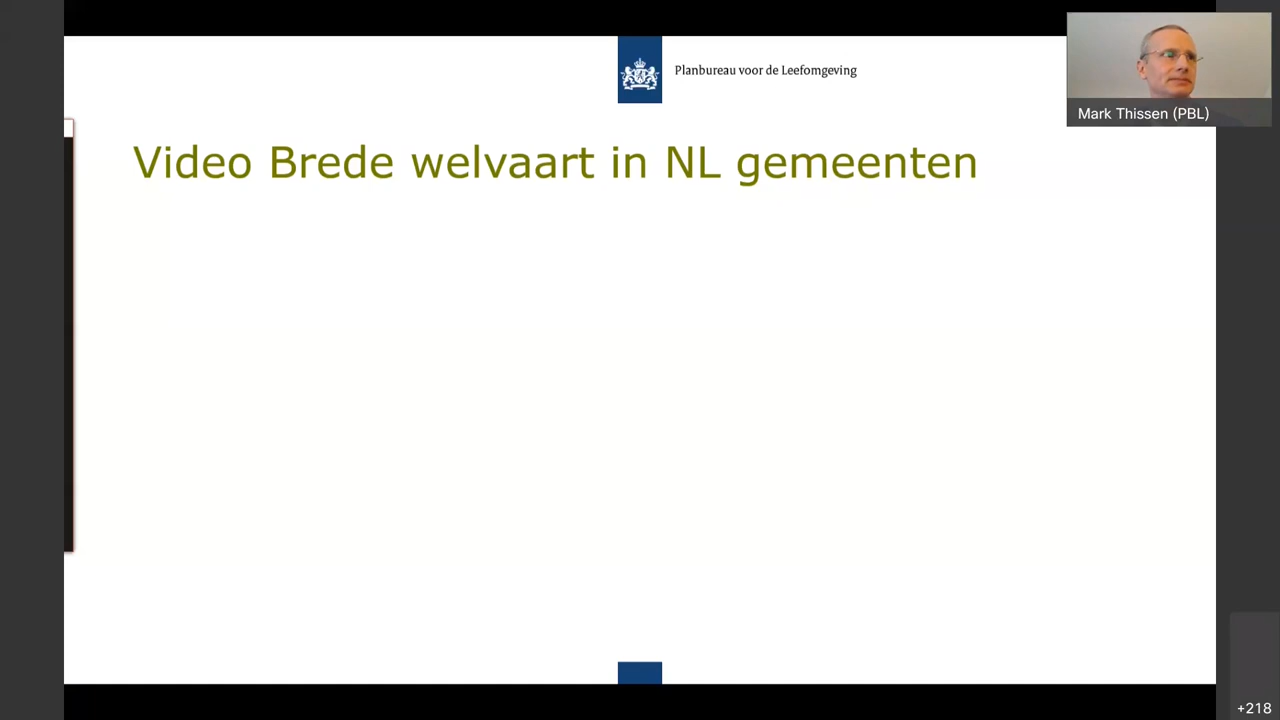 Planbureau voor de Leefomgeving
Mark Thissen (PBL)
Video Brede welvaart in NL gemeenten
+218